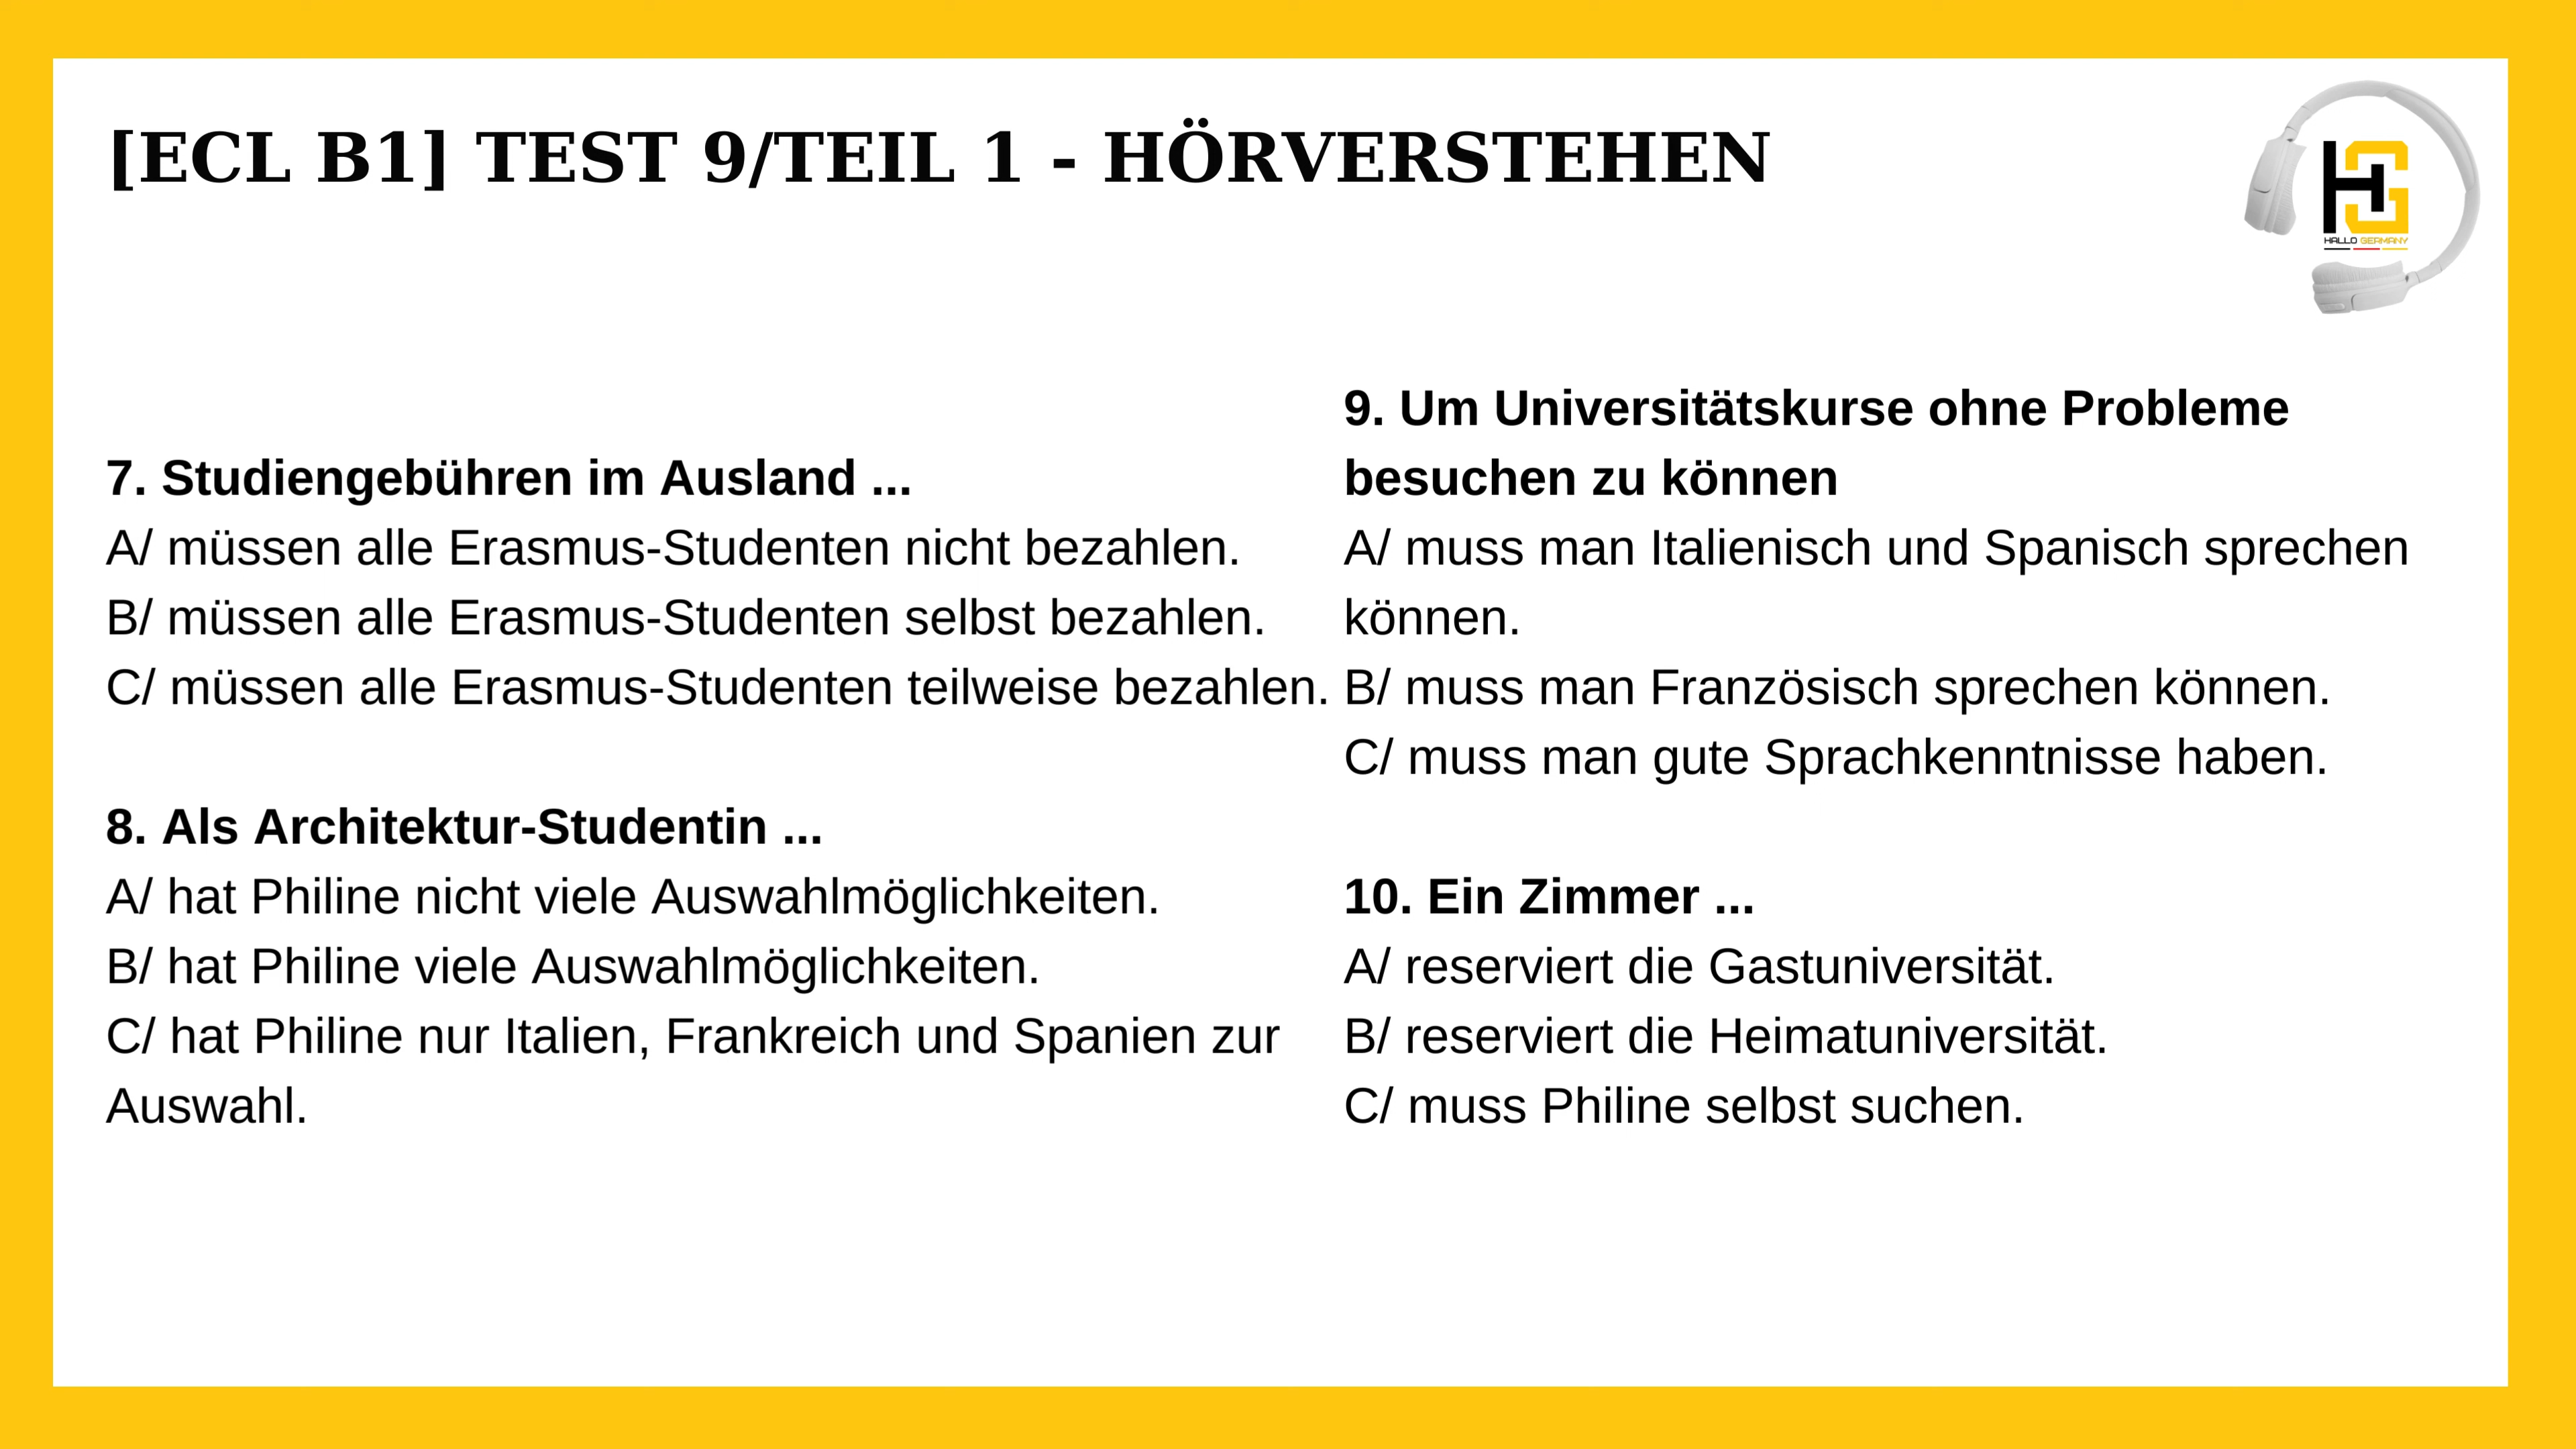 [ECL B1] TEST 9/TEIL 1 - HÖRVERSTEHEN
HG
HALLO GERMANY
7. Studiengebühren im Ausland ...
A/ müssen alle Erasmus-Studenten nicht bezahlen.
B/ müssen alle Erasmus-Studenten selbst bezahlen.
C/ müssen alle Erasmus-Studenten teilweise bezahlen.
8. Als Architektur-Studentin ...
A/ hat Philine nicht viele Auswahlmöglichkeiten.
B/ hat Philine viele Auswahlmöglichkeiten.
C/ hat Philine nur Italien, Frankreich und Spanien zur
Auswahl.
9. Um Universitätskurse ohne Probleme
besuchen zu können
A/ muss man Italienisch und Spanisch sprechen
können.
B/ muss man Französisch sprechen können.
C/ muss man gute Sprachkenntnisse haben.
10. Ein Zimmer ...
A/ reserviert die Gastuniversität.
B/ reserviert die Heimatuniversität.
C/ muss Philine selbst suchen.